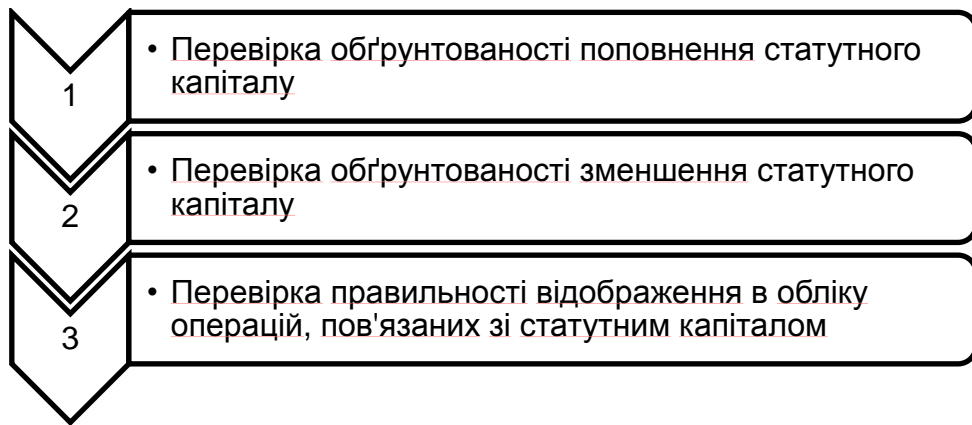 1
• Перевірка обґрунтованості поповнення статутного
капіталу
2
• Перевірка обґрунтованості зменшення статутного
капіталу
3
• Перевірка правильності відображення в обліку
операцій, пов'язаних зі статутним капіталом